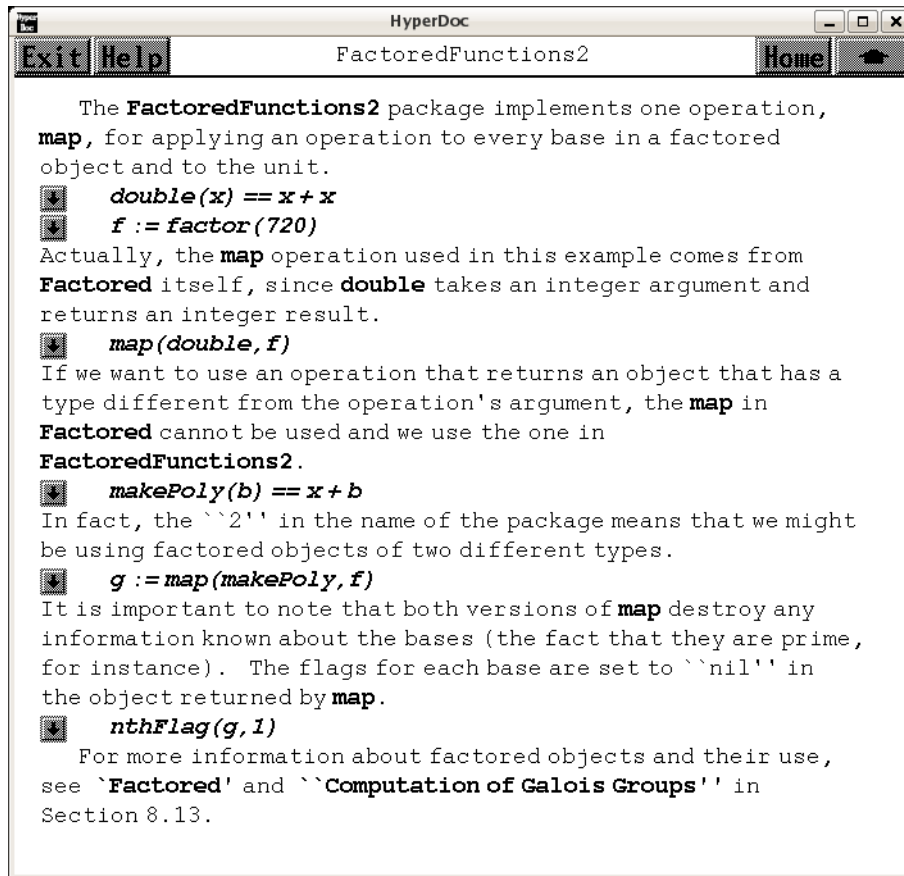 Hyper Doc HyperDoc
Exit Help FactoredFunctions2 Home
The FactoredFunctions2 package implements one operation,
map, for applying an operation to every base in a factored
object and to the unit.
double(x) == x + x
f := factor(720)
Actually, the map operation used in this example comes from
Factored itself, since double takes an integer argument and
returns an integer result.
map(double,f)
If we want to use an operation that returns an object that has a
type different from the operation's argument, the map in
Factored cannot be used and we use the one in
FactoredFunctions2.
makePoly(b) == x + b
In fact, the ``2'' in the name of the package means that we might
be using factored objects of two different types.
g := map(makePoly,f)
It is important to note that both versions of map destroy any
information known about the bases (the fact that they are prime,
for instance).  The flags for each base are set to ``nil'' in
the object returned by map.
nthFlag(g,1)
For more information about factored objects and their use,
see `Factored' and ``Computation of Galois Groups'' in
Section 8.13.